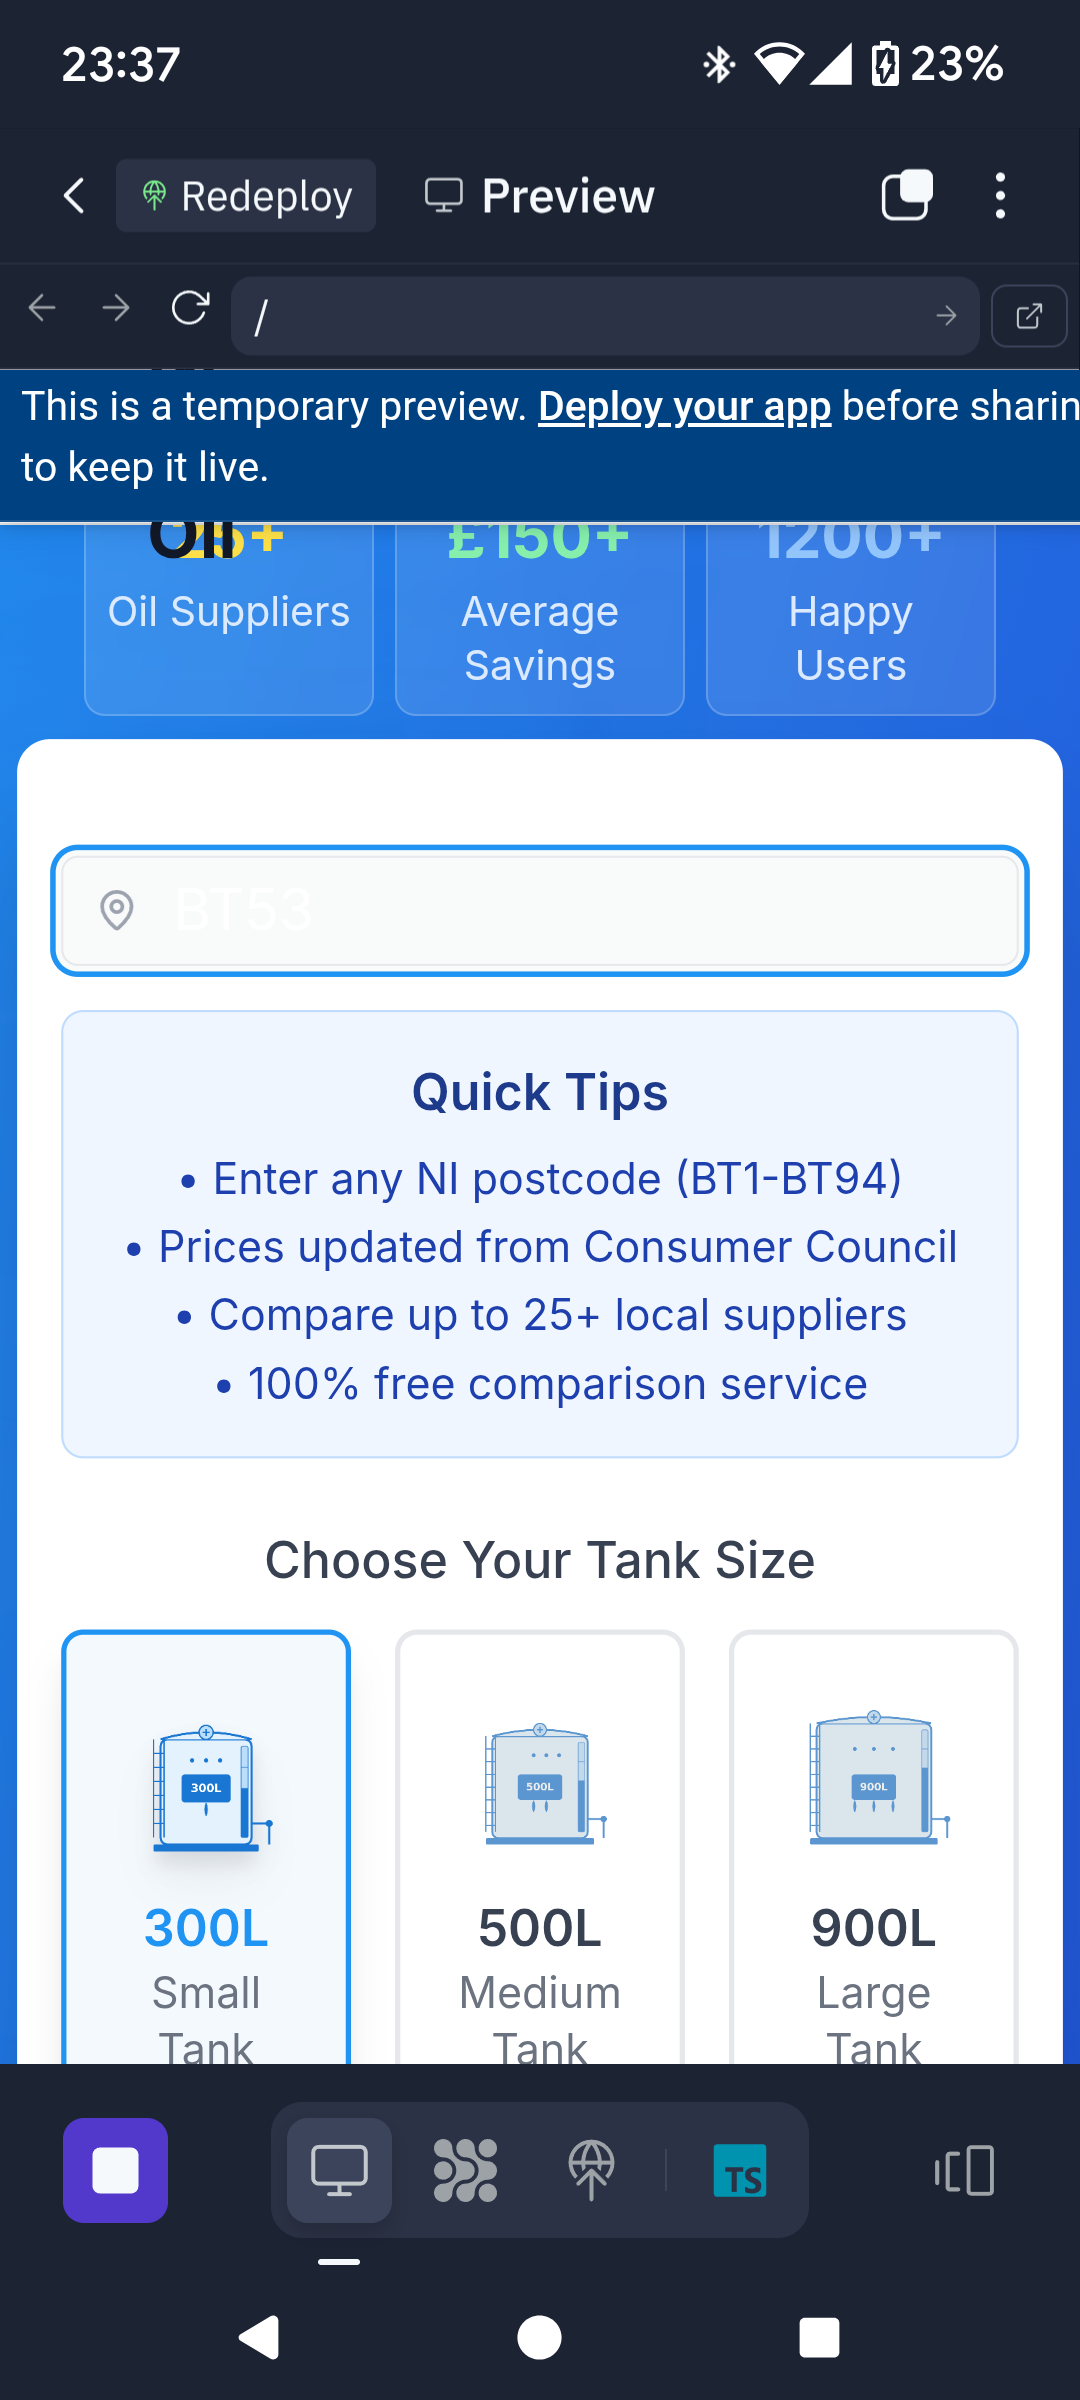 23:37
23%
Redeploy
Preview
/
This is a temporary preview. Deploy your app before sharin
to keep it live.
Oil
£150+
1200+
Oil Suppliers
Average
Savings
Happy
Users
BT53
Quick Tips
• Enter any NI postcode (BT1-BT94)
• Prices updated from Consumer Council
• Compare up to 25+ local suppliers
• 100% free comparison service
Choose Your Tank Size
300L
500L
900L
300L
500L
900L
Small
Tank
Medium
Tank
Large
Tank
TS